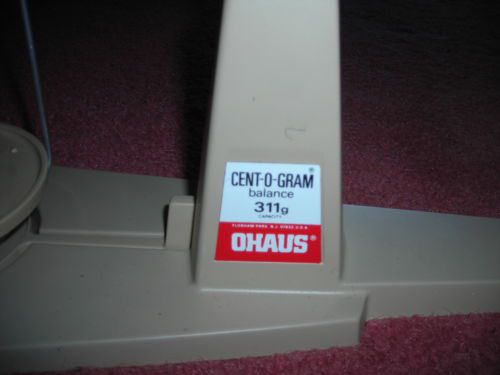 CENT-O-GRAM®
balance
311g
CAPACITY
FLORHAM PARK, N.J. 07932 U.S.A.
OHAUS®